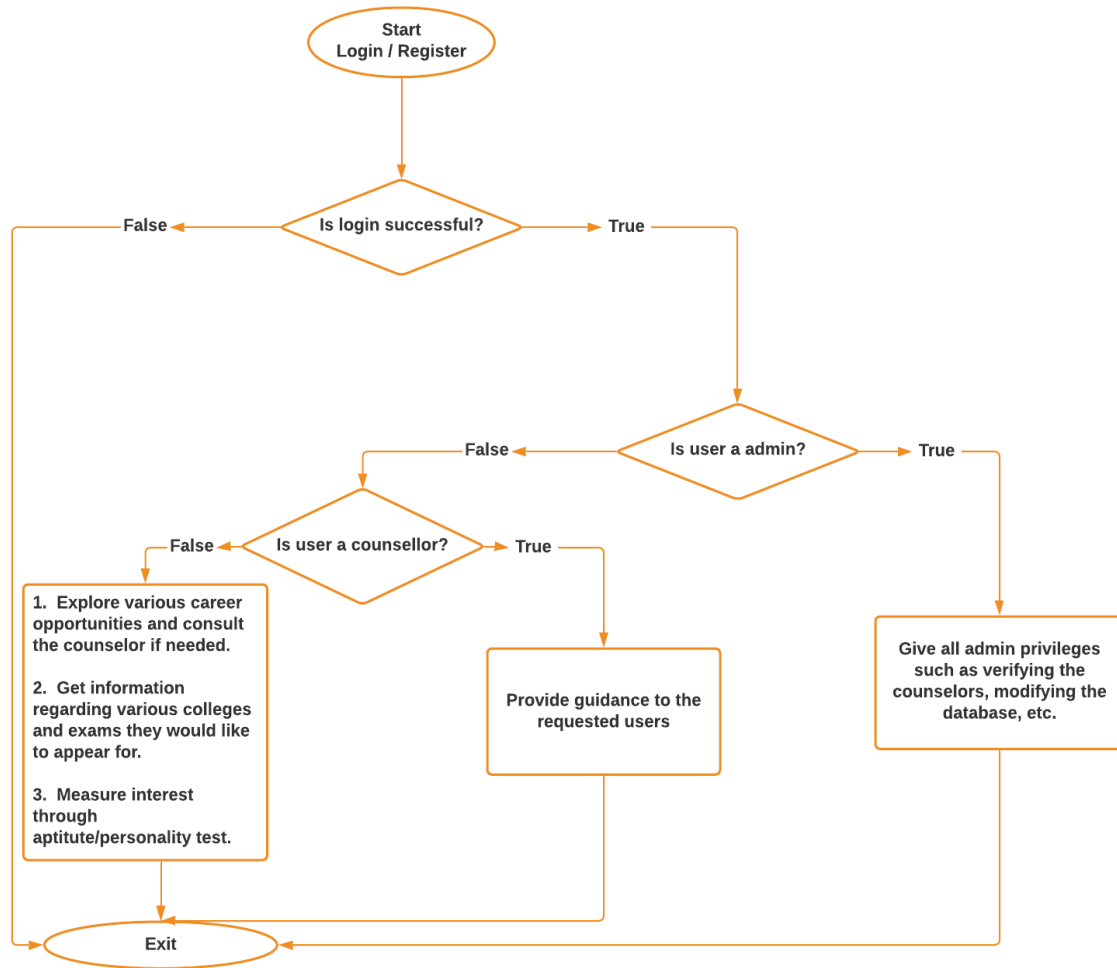 Start
Login / Register
Is login successful?
False
True
Is user a admin?
False
True
Is user a counsellor?
False
True
1.  Explore various career
opportunities and consult
the counselor if needed.
2.  Get information
regarding various colleges
and exams they would like
to appear for.
3.  Measure interest
through
aptitute/personality test.
Provide guidance to the
requested users
Give all admin privileges
such as verifying the
counselors, modifying the
database, etc.
Exit